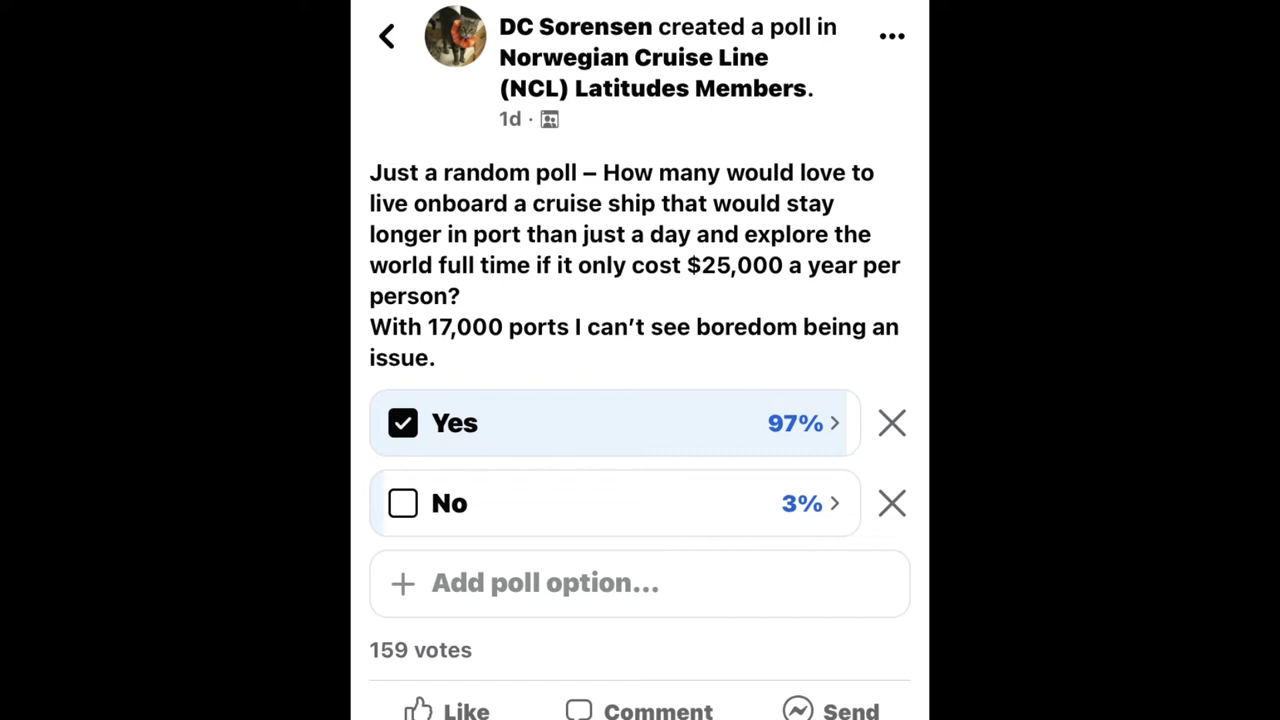 DC Sorensen created a poll in
Norwegian Cruise Line
(NCL) Latitudes Members.
1d ·
Just a random poll – How many would love to
live onboard a cruise ship that would stay
longer in port than just a day and explore the
world full time if it only cost $25,000 a year per
person?
With 17,000 ports I can’t see boredom being an
issue.
Yes 97%
No 3%
Add poll option...
159 votes
Like Comment Send